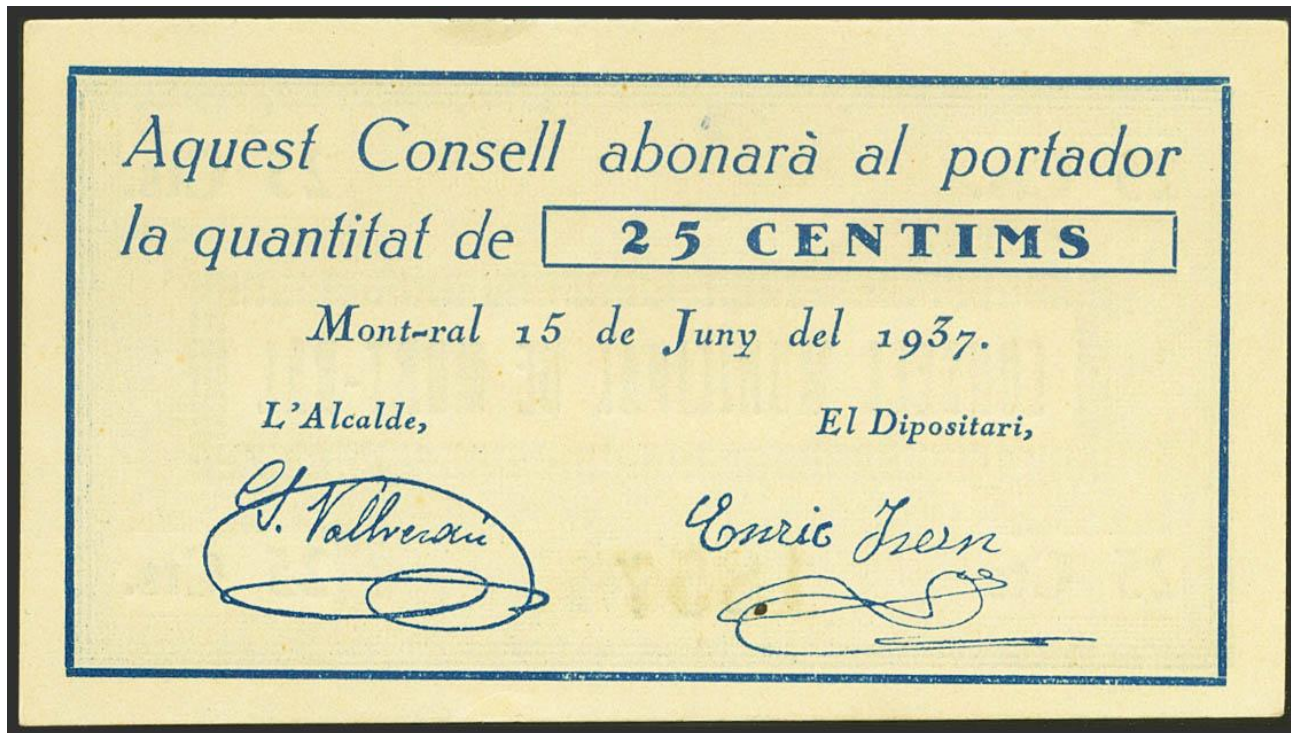 Aquest Consell abonarà al portador
la quantitat de 25 CENTIMS
Mont-ral 15 de Juny del 1937.
L'Alcalde,
El Dipositari,
Enric Isern